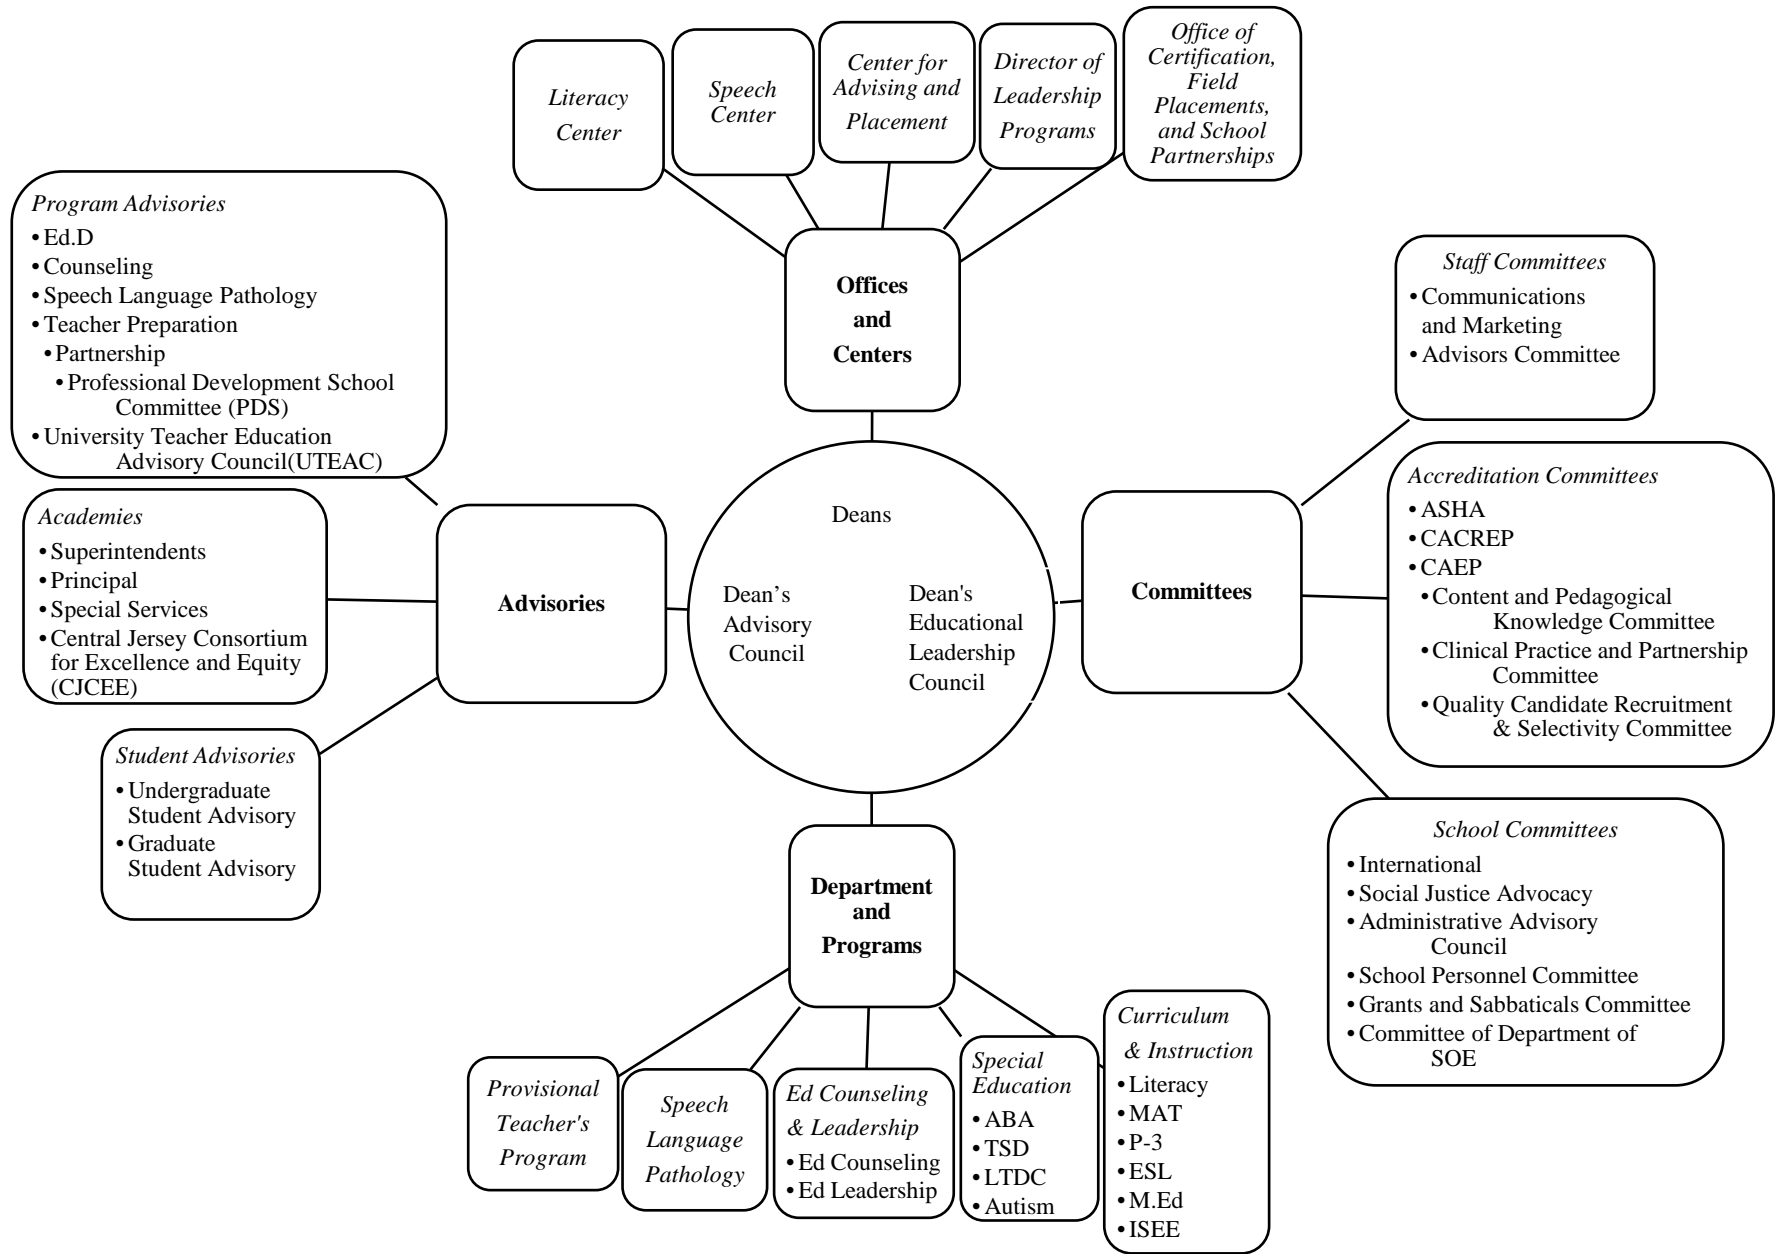 Literacy
Center
Speech
Center
Center for
Advising and
Placement
Director of
Leadership
Programs
Office of
Certification,
Field
Placements,
and School
Partnerships
Offices
and
Centers
Program Advisories
• Ed.D
• Counseling
• Speech Language Pathology
• Teacher Preparation
• Partnership
• Professional Development School
Committee (PDS)
• University Teacher Education
Advisory Council(UTEAC)
Academies
• Superintendents
• Principal
• Special Services
• Central Jersey Consortium
for Excellence and Equity
(CJCEE)
Student Advisories
• Undergraduate
Student Advisory
• Graduate
Student Advisory
Advisories
Deans
Dean’s
Advisory
Council
Dean's
Educational
Leadership
Council
Committees
Staff Committees
• Communications
and Marketing
• Advisors Committee
Accreditation Committees
• ASHA
• CACREP
• CAEP
• Content and Pedagogical
Knowledge Committee
• Clinical Practice and Partnership
Committee
• Quality Candidate Recruitment
& Selectivity Committee
School Committees
• International
• Social Justice Advocacy
• Administrative Advisory
Council
• School Personnel Committee
• Grants and Sabbaticals Committee
• Committee of Department of
SOE
Department
and
Programs
Provisional
Teacher's
Program
Speech
Language
Pathology
Ed Counseling
& Leadership
• Ed Counseling
• Ed Leadership
Special
Education
• ABA
• TSD
• LTDC
• Autism
Curriculum
& Instruction
• Literacy
• MAT
• P-3
• ESL
• M.Ed
• ISEE